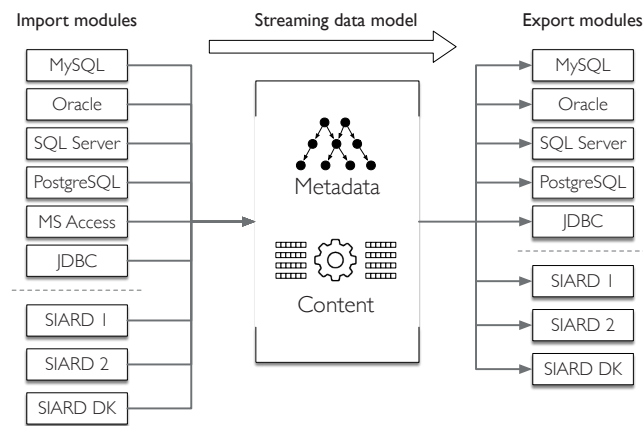 Import modules
Streaming data model
Export modules
MySQL
Oracle
SQL Server
PostgreSQL
MS Access
JDBC
SIARD 1
SIARD 2
SIARD DK
Metadata
Content
MySQL
Oracle
SQL Server
PostgreSQL
JDBC
SIARD 1
SIARD 2
SIARD DK